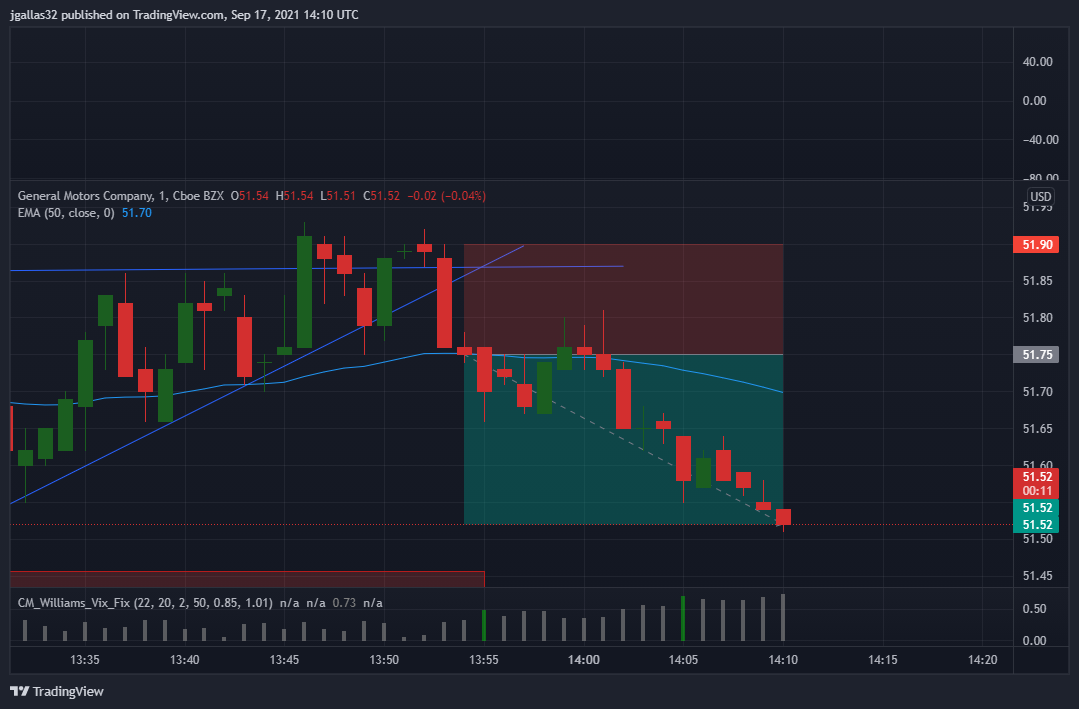 jgallas32 published on TradingView.com, Sep 17, 2021 14:10 UTC
40.00
0.00
−40.00
−80.00
General Motors Company, 1, Cboe BZX O51.54 H51.54 L51.51 C51.52 −0.02 (−0.04%)
USD
EMA (50, close, 0) 51.70
51.95
51.90
51.85
51.80
51.75
51.70
51.65
51.60
51.52
00:11
51.52
51.52
51.50
51.45
CM_Williams_Vix_Fix (22, 20, 2, 50, 0.85, 1.01) n/a n/a 0.73 n/a
0.50
0.00
13:35 13:40 13:45 13:50 13:55 14:00 14:05 14:10 14:15 14:20
TradingView